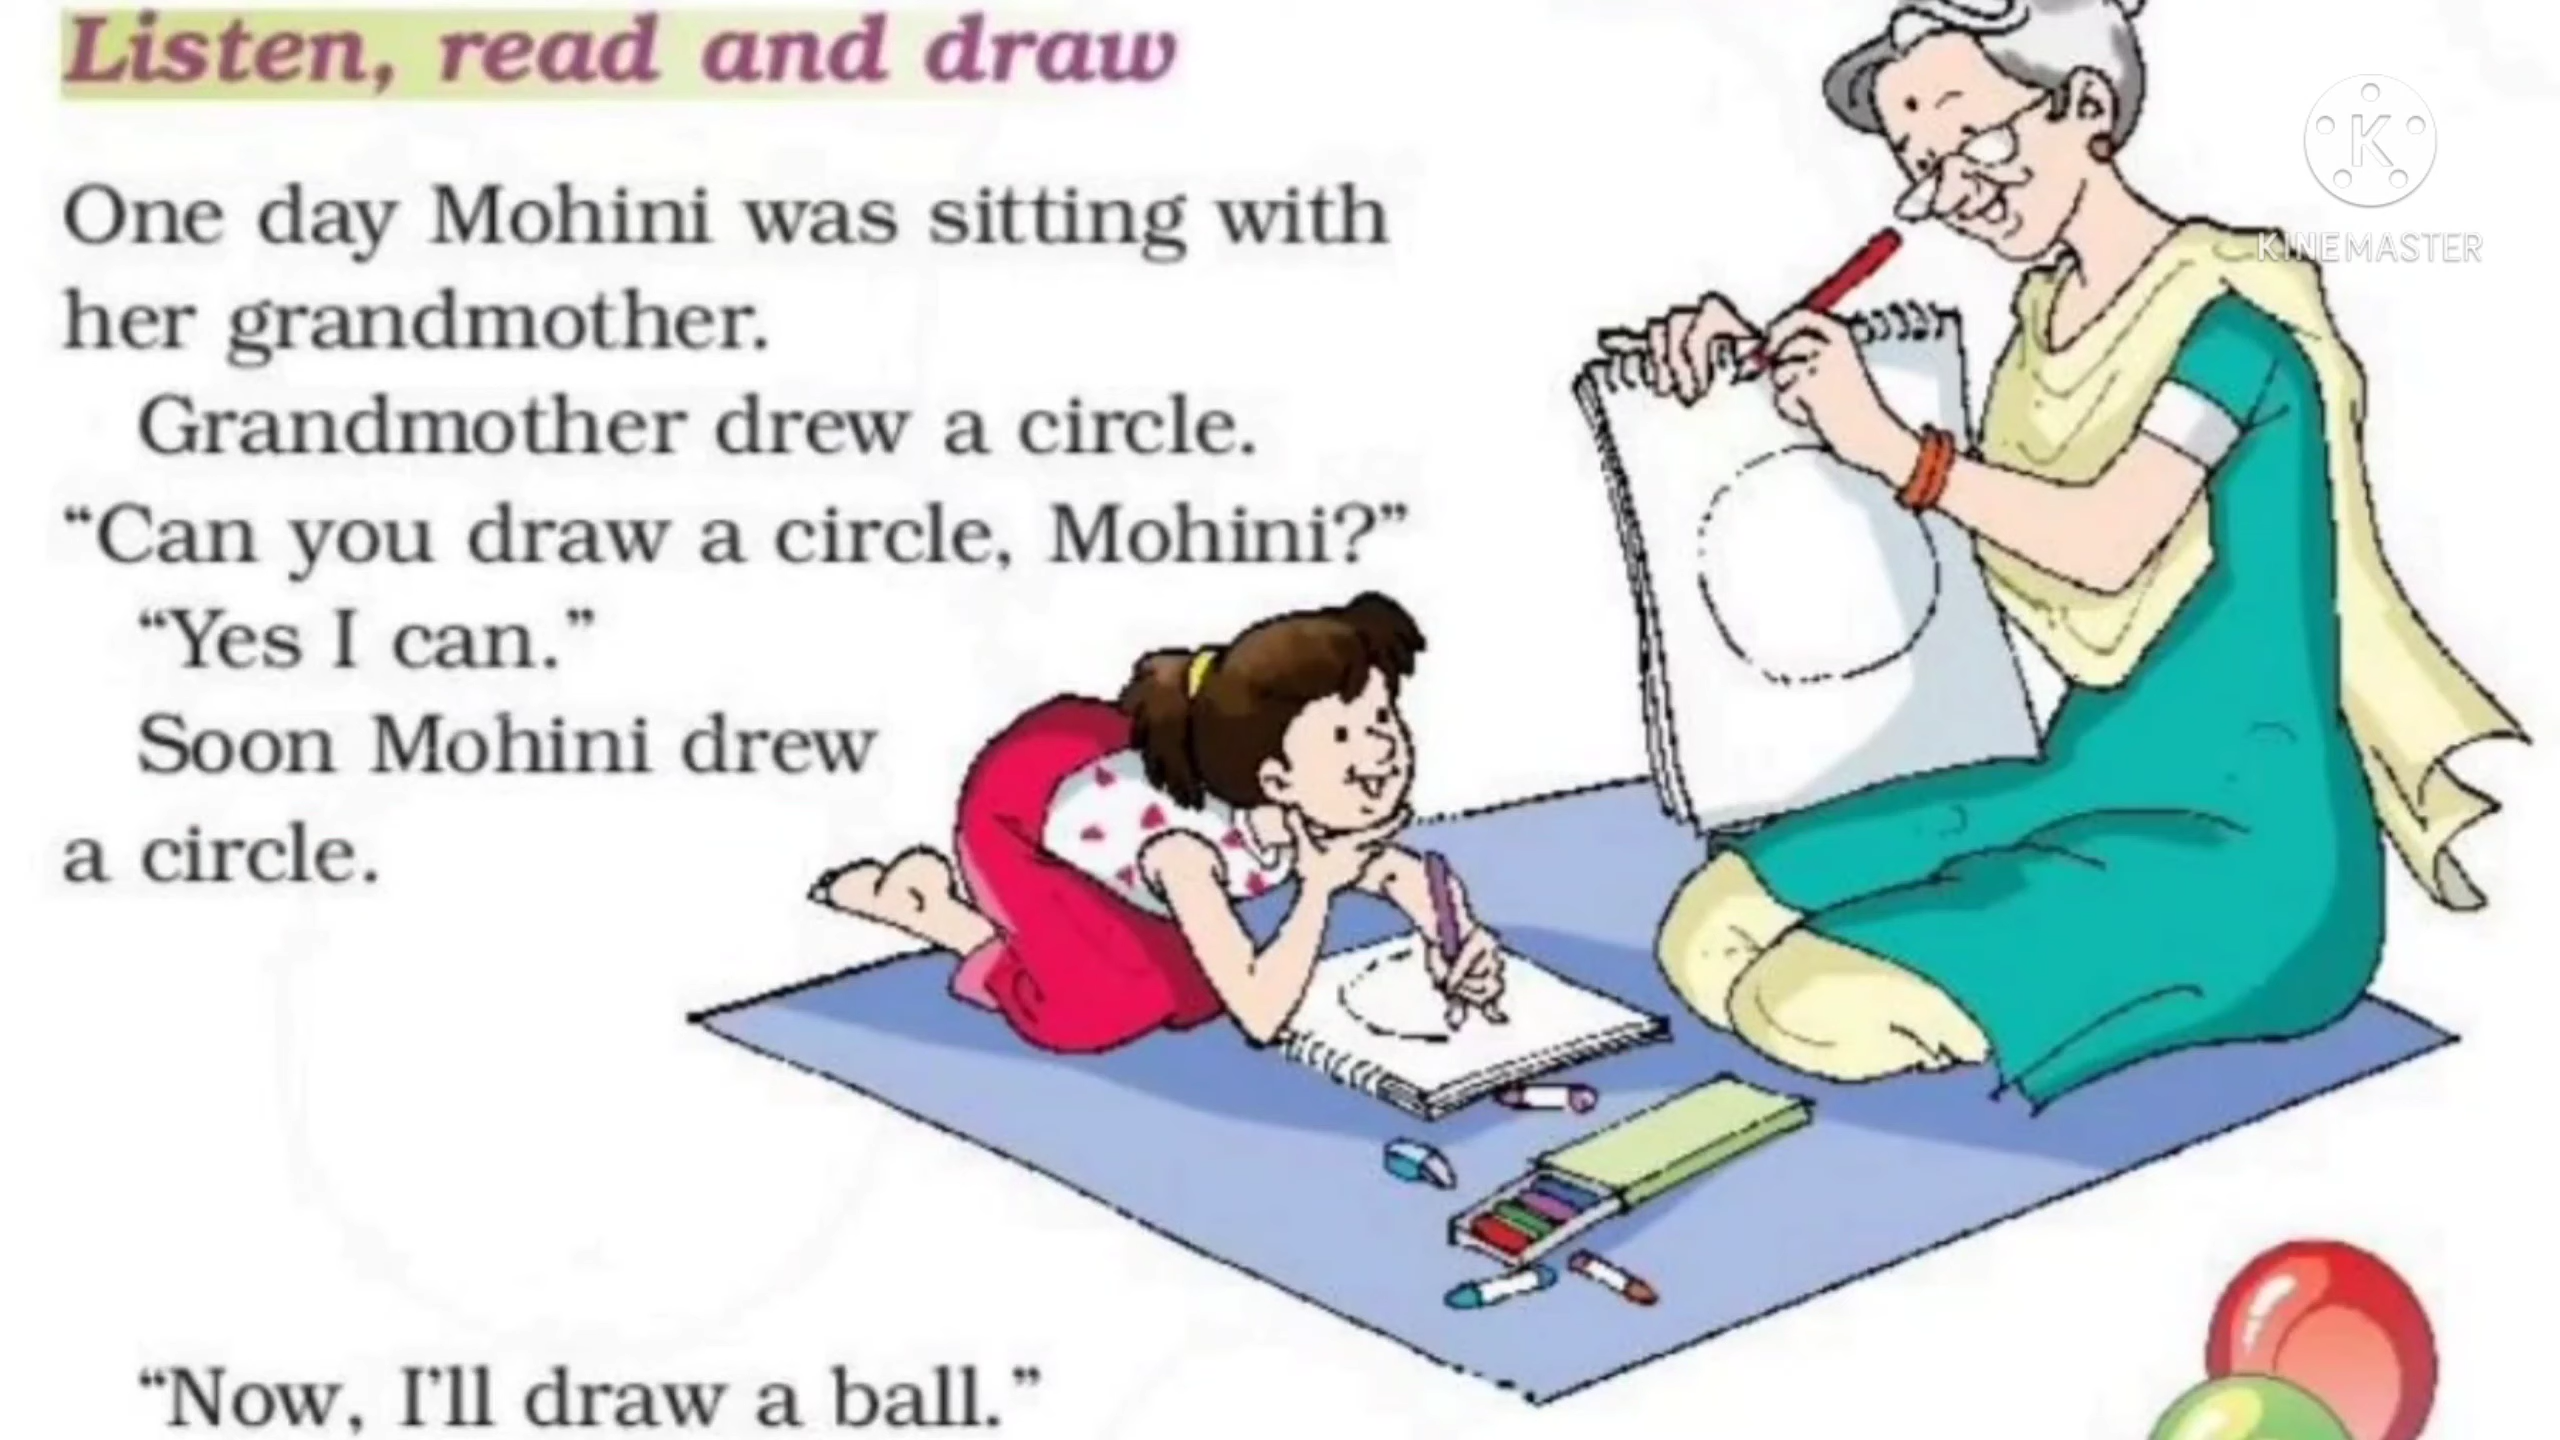 Listen, read and draw
One day Mohini was sitting with
her grandmother.
Grandmother drew a circle.
“Can you draw a circle, Mohini?”
“Yes I can.”
Soon Mohini drew
a circle.
“Now, I’ll draw a ball.”
K
KINEMASTER